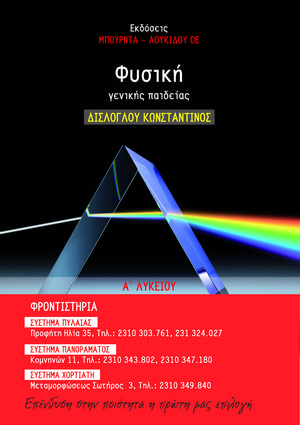 Εκδόσεις
ΜΠΟΥΡΝΤΑ - ΛΟΥΚΙΔΟΥ ΟΕ
Φυσική
γενικής παιδείας
ΔΙΣΛΟΓΛΟΥ ΚΩΝΣΤΑΝΤΙΝΟΣ
Α΄ ΛΥΚΕΙΟΥ
ΦΡΟΝΤΙΣΤΗΡΙΑ
ΣΥΣΤΗΜΑ ΠΥΛΑΙΑΣ
Προφήτη Ηλία 35, Τηλ.: 2310 303.761, 231 324.027
ΣΥΣΤΗΜΑ ΠΑΝΟΡΑΜΑΤΟΣ
Κομνηνών 11, Τηλ.: 2310 343.802, 2310 347.180
ΣΥΣΤΗΜΑ ΧΟΡΤΙΑΤΗ
Μεταμορφώσεως Σωτήρος 3, Τηλ.: 2310 349.840
Επένδυση στην ποιότητα η πρώτη μας επιλογή